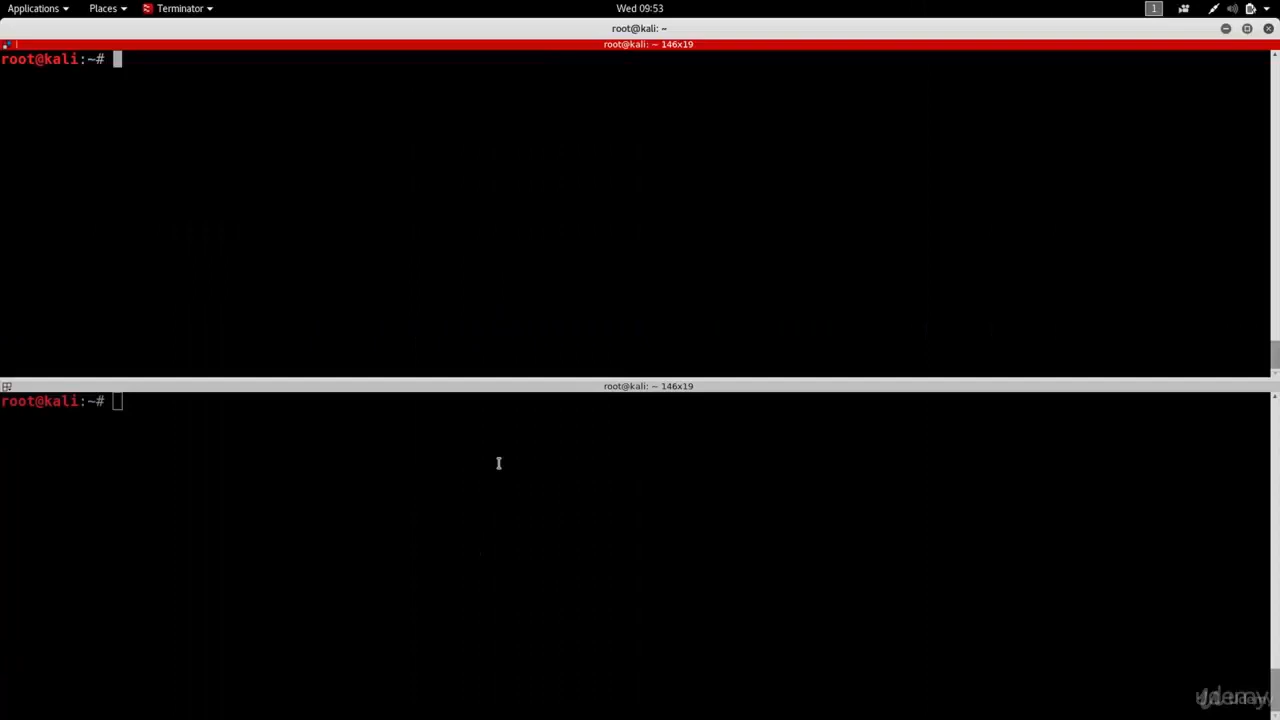 Applications Places Terminator Wed 09:53 1
root@kali: ~
root@kali: ~ 146x19
root@kali:~#
root@kali: ~ 146x19
root@kali:~#
udemy